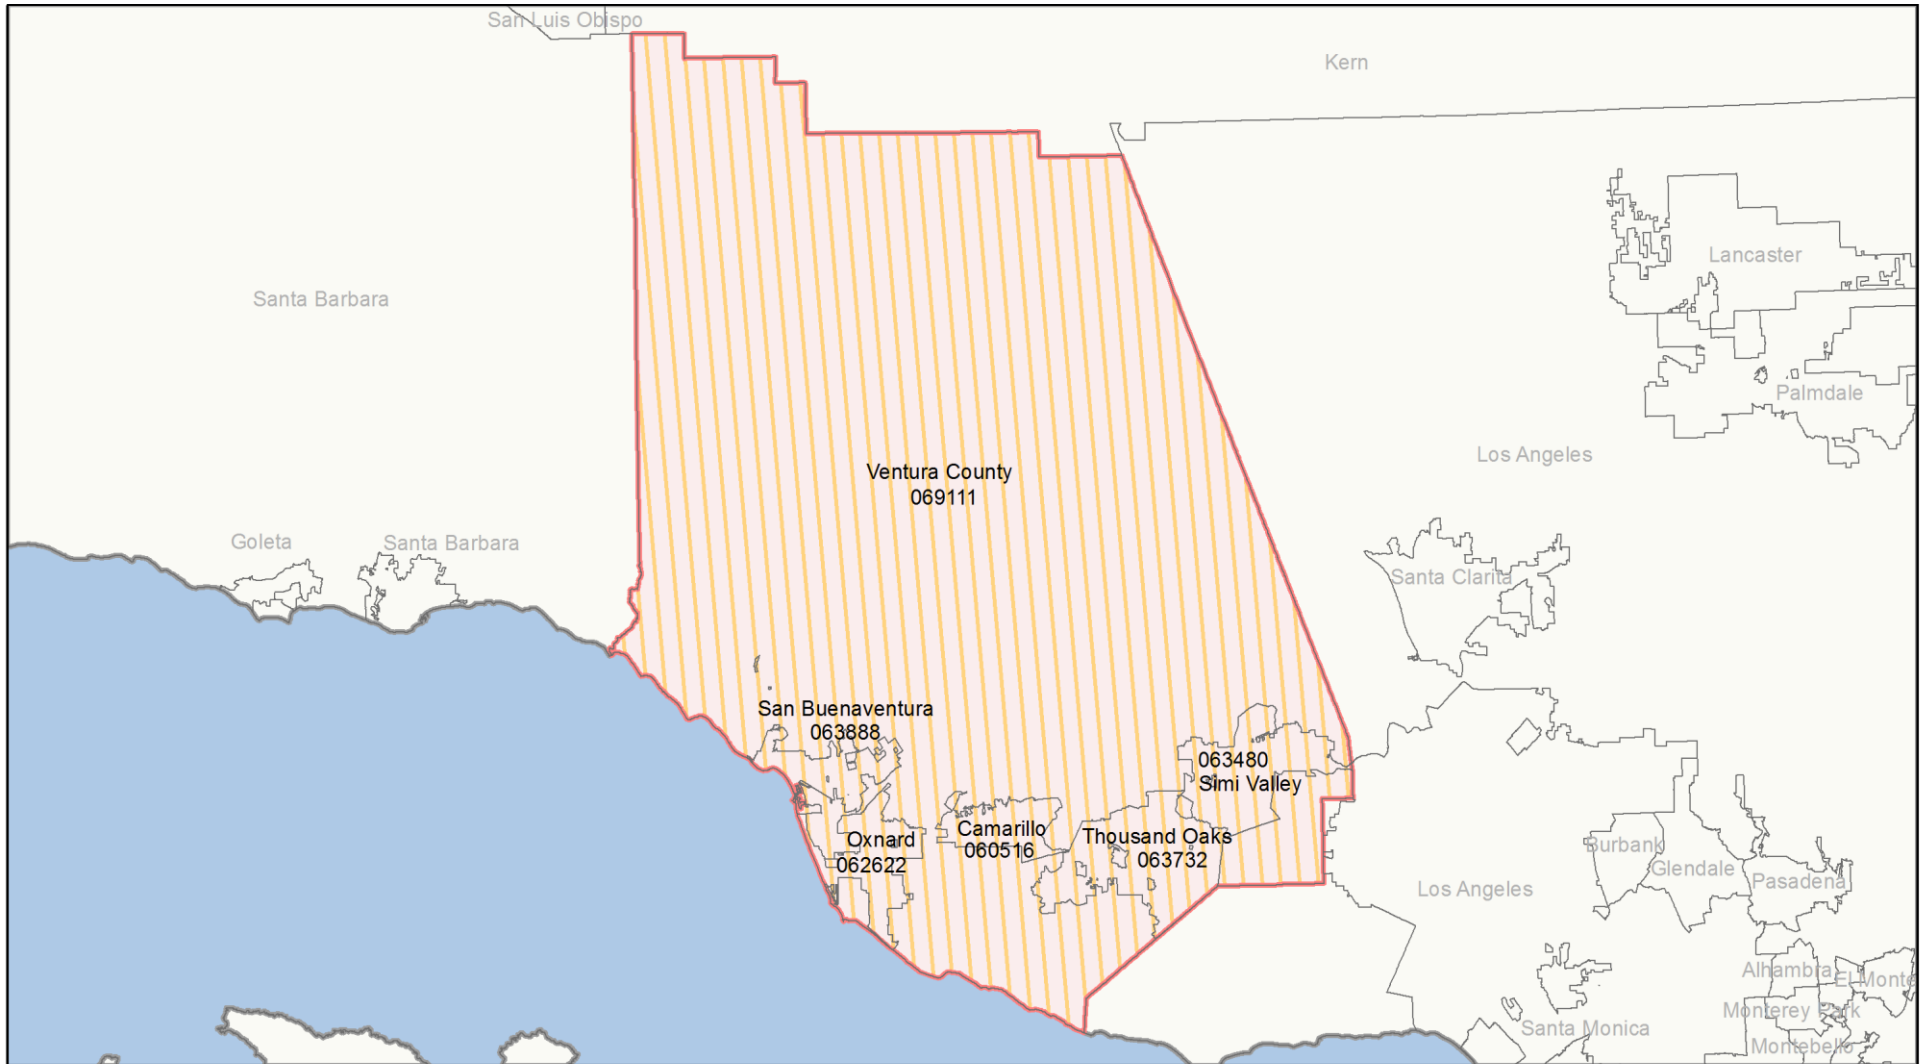 San Luis Obispo
Kern
Lancaster
Santa Barbara
Palmdale
Los Angeles
Ventura County
069111
Goleta
Santa Barbara
Santa Clarita
San Buenaventura
063888
063480
Simi Valley
Oxnard
062622
Camarillo
060516
Thousand Oaks
063732
Burbank
Glendale
Pasadena
Los Angeles
Alhambra
El Monte
Monterey Park
Santa Monica
Montebello